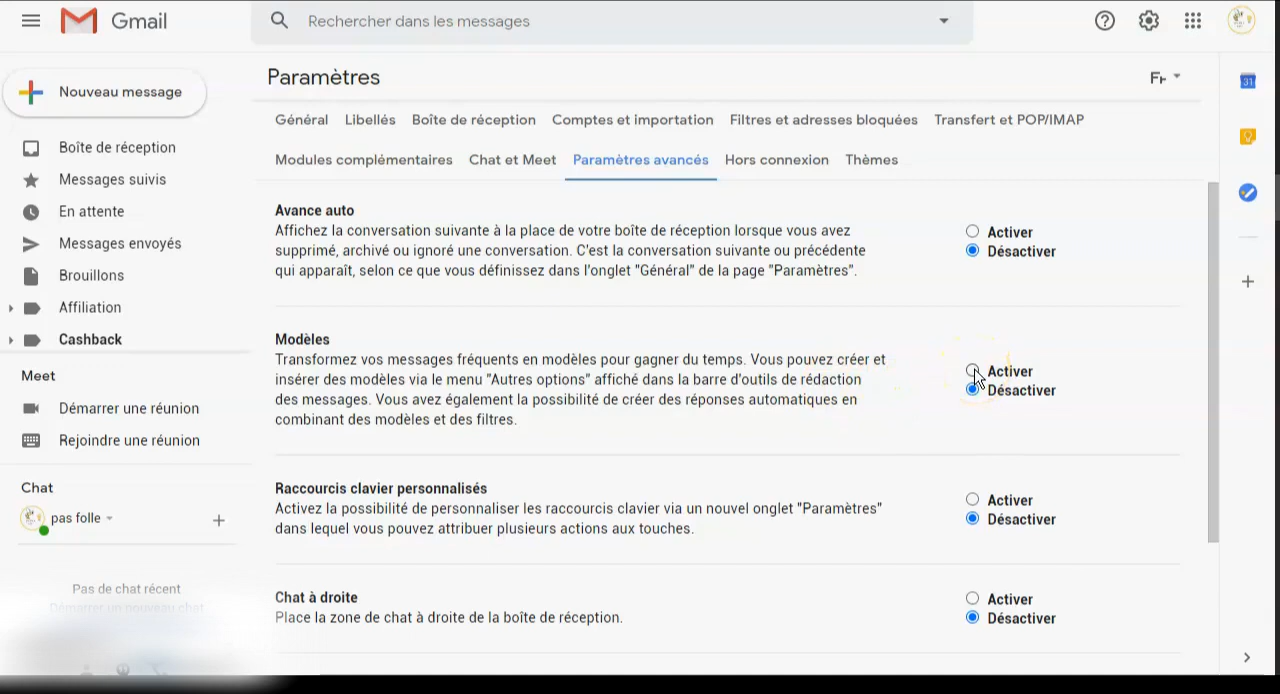 Gmail
Rechercher dans les messages
Nouveau message
Boîte de réception
Messages suivis
En attente
Messages envoyés
Brouillons
Affiliation
Cashback
Meet
Démarrer une réunion
Rejoindre une réunion
Chat
pas folle
Pas de chat récent
Démarrer un nouveau chat
Paramètres
Fr
Général Libellés Boîte de réception Comptes et importation Filtres et adresses bloquées Transfert et POP/IMAP
Modules complémentaires Chat et Meet Paramètres avancés Hors connexion Thèmes
Avance auto
Affichez la conversation suivante à la place de votre boîte de réception lorsque vous avez
supprimé, archivé ou ignoré une conversation. C'est la conversation suivante ou précédente
qui apparaît, selon ce que vous définissez dans l'onglet "Général" de la page "Paramètres".
Activer
Désactiver
Modèles
Transformez vos messages fréquents en modèles pour gagner du temps. Vous pouvez créer et
insérer des modèles via le menu "Autres options" affiché dans la barre d'outils de rédaction
des messages. Vous avez également la possibilité de créer des réponses automatiques en
combinant des modèles et des filtres.
Activer
Désactiver
Raccourcis clavier personnalisés
Activez la possibilité de personnaliser les raccourcis clavier via un nouvel onglet "Paramètres"
dans lequel vous pouvez attribuer plusieurs actions aux touches.
Activer
Désactiver
Chat à droite
Place la zone de chat à droite de la boîte de réception.
Activer
Désactiver
31